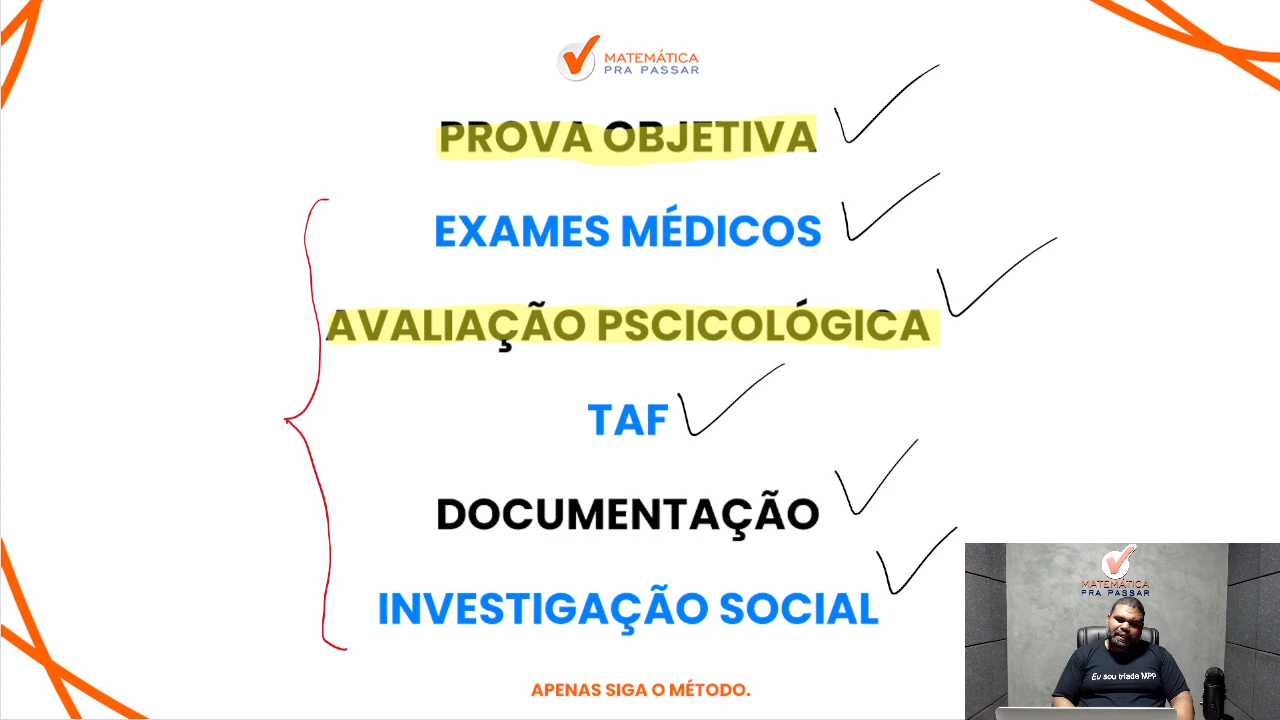 MATEMÁTICA
PRA PASSAR
PROVA OBJETIVA
EXAMES MÉDICOS
AVALIAÇÃO PSCICOLÓGICA
TAF
DOCUMENTAÇÃO
INVESTIGAÇÃO SOCIAL
APENAS SIGA O MÉTODO.
MATEMÁTICA
PRA PASSAR
Eu sou tríade MPP